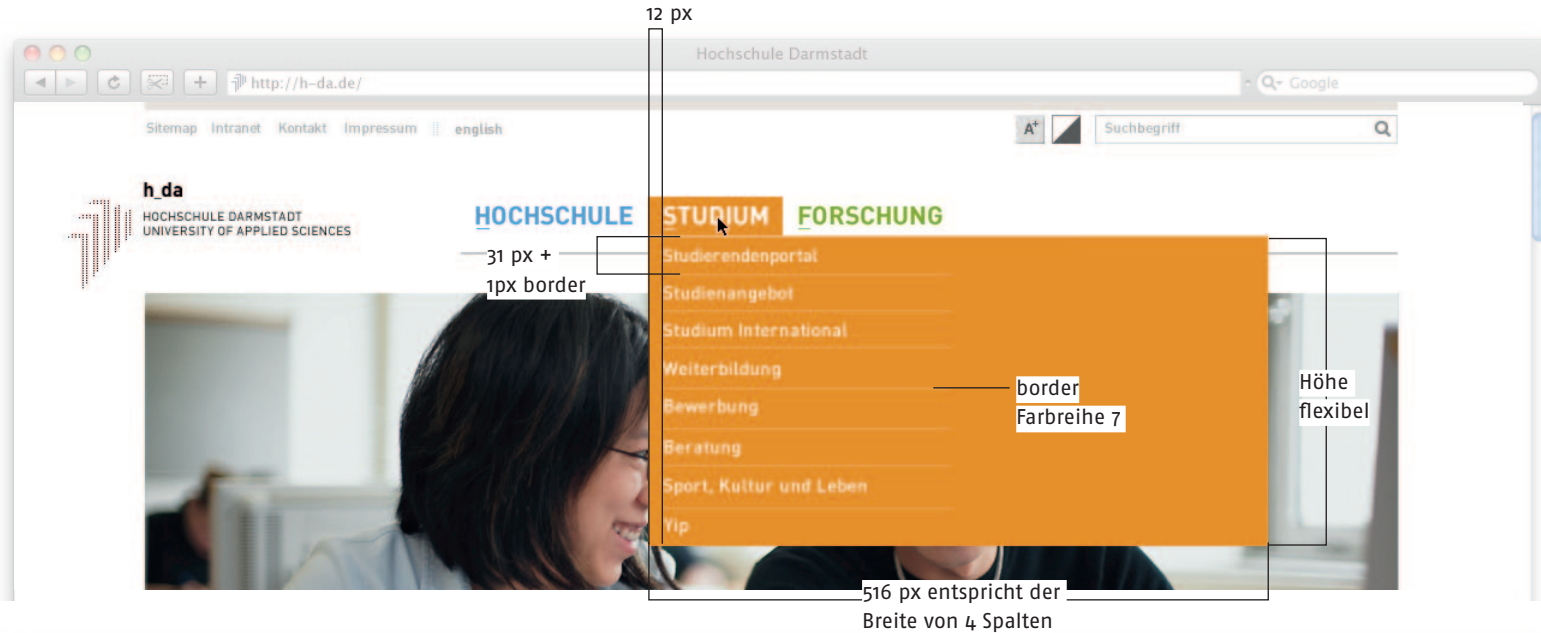 12 px
Hochschule Darmstadt
http://h-da.de/
Google
Sitemap Intranet Kontakt Impressum english
A+
Suchbegriff
h_da
HOCHSCHULE DARMSTADT
UNIVERSITY OF APPLIED SCIENCES
HOCHSCHULE STUDIUM FORSCHUNG
31 px +
1px border
Studierendenportal
Studienangebot
Studium International
Weiterbildung
Bewerbung
Beratung
Sport, Kultur und Leben
Yip
border
Farbreihe 7
Höhe
flexibel
516 px entspricht der
Breite von 4 Spalten